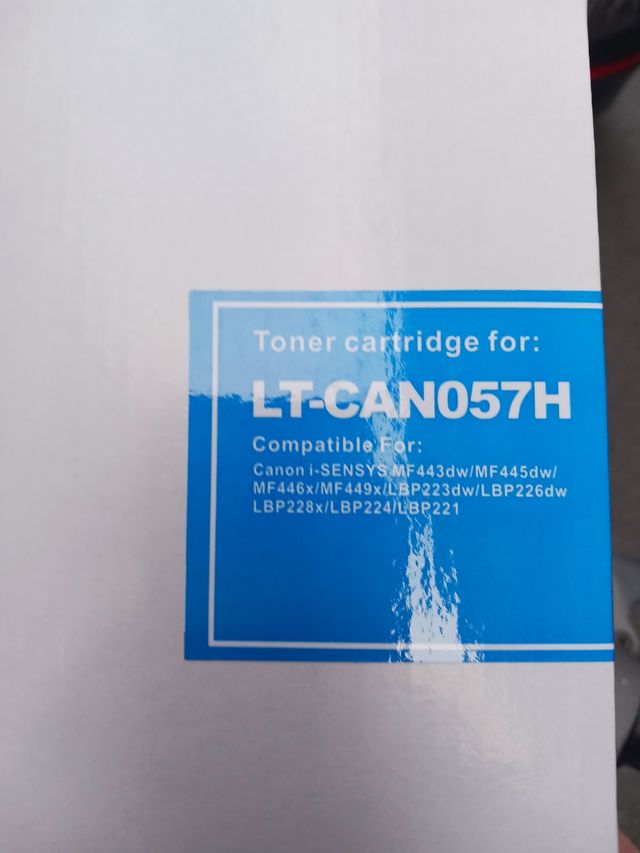 Toner cartridge for:
LT-CAN057H
Compatible For:
Canon i-SENSYS MF443dw/MF445dw/
MF446x/MF449x/LBP223dw/LBP226dw
LBP228x/LBP224/LBP221